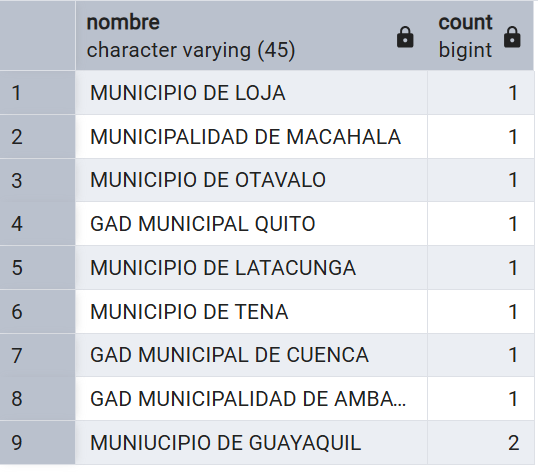 nombre count
character varying (45) bigint
1 MUNICIPIO DE LOJA 1
2 MUNICIPALIDAD DE MACAHALA 1
3 MUNICIPIO DE OTAVALO 1
4 GAD MUNICIPAL QUITO 1
5 MUNICIPIO DE LATACUNGA 1
6 MUNICIPIO DE TENA 1
7 GAD MUNICIPAL DE CUENCA 1
8 GAD MUNICIPALIDAD DE AMBA... 1
9 MUNIUCIPIO DE GUAYAQUIL 2